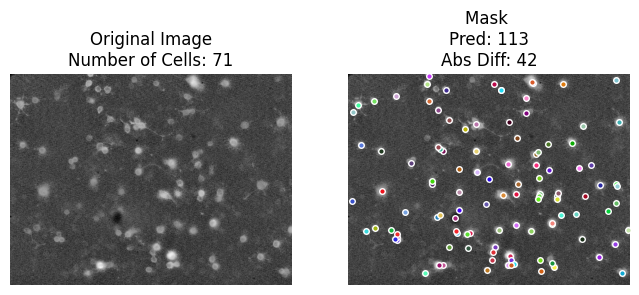 Original Image
Number of Cells: 71
Mask
Pred: 113
Abs Diff: 42